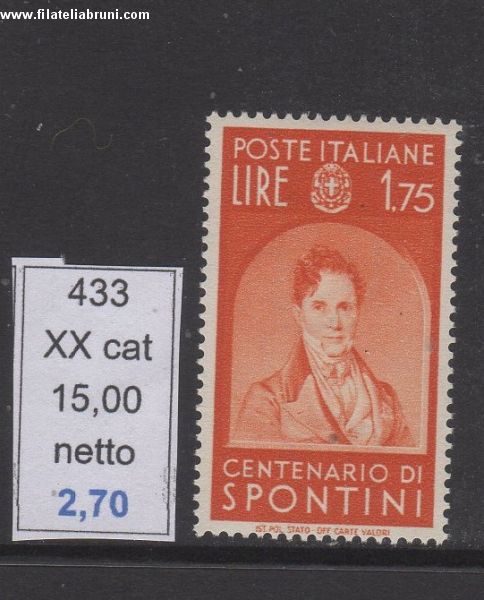 www.filateliabruni.com
433
XX cat
15,00
netto
2,70
POSTE ITALIANE
LIRE 1.75
CENTENARIO DI
SPONTINI
IST. POL. STATO - OFF. CARTE VALORI